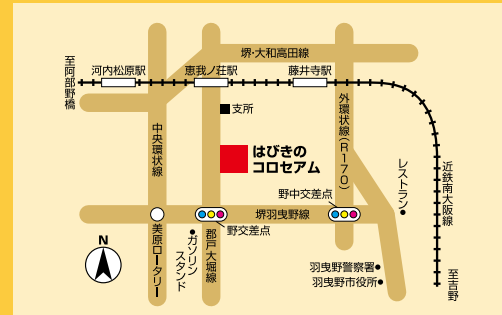 至阿部野橋
河内松原駅
恵我ノ荘駅
藤井寺駅
堺・大和高田線
支所
中央環状線
外環状線(R170)
はびきの
コロセアム
レストラン
近鉄南大阪線
野中交差点
堺羽曳野線
野交差点
N
美原ロータリー
ガソリン
スタンド
郡戸大堀線
羽曳野警察署
羽曳野市役所
至吉野